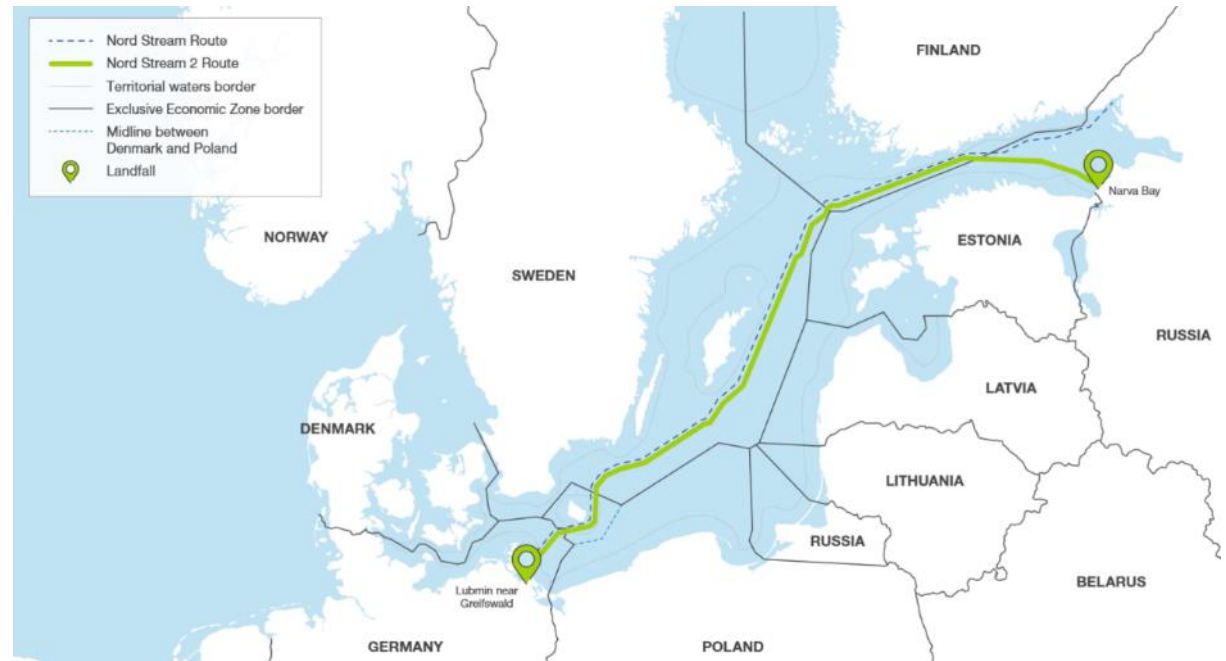 Nord Stream Route
Nord Stream 2 Route
Territorial waters border
Exclusive Economic Zone border
Midline between
Denmark and Poland
Landfall
FINLAND
Narva Bay
NORWAY
ESTONIA
SWEDEN
RUSSIA
LATVIA
DENMARK
LITHUANIA
RUSSIA
BELARUS
Lubmin near
Greifswald
GERMANY
POLAND